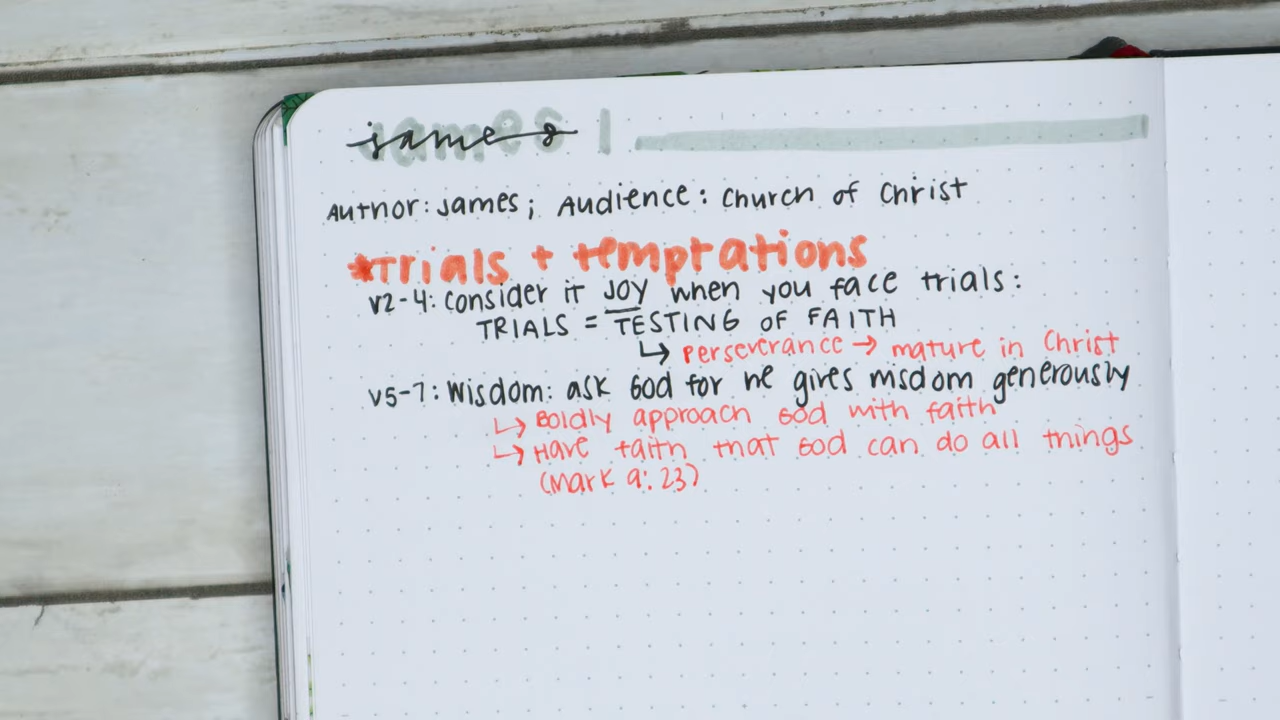 james 1
Author: James; Audience: Church of Christ
*Trials + temptations
v2-4: Consider it JOY when you face trials:
TRIALS = TESTING OF FAITH
↳ Perseverance → mature in Christ
v5-7: Wisdom: ask God for he gives wisdom generously
↳ Boldly approach God with faith
↳ Have faith that God can do all things
(Mark 9:23)